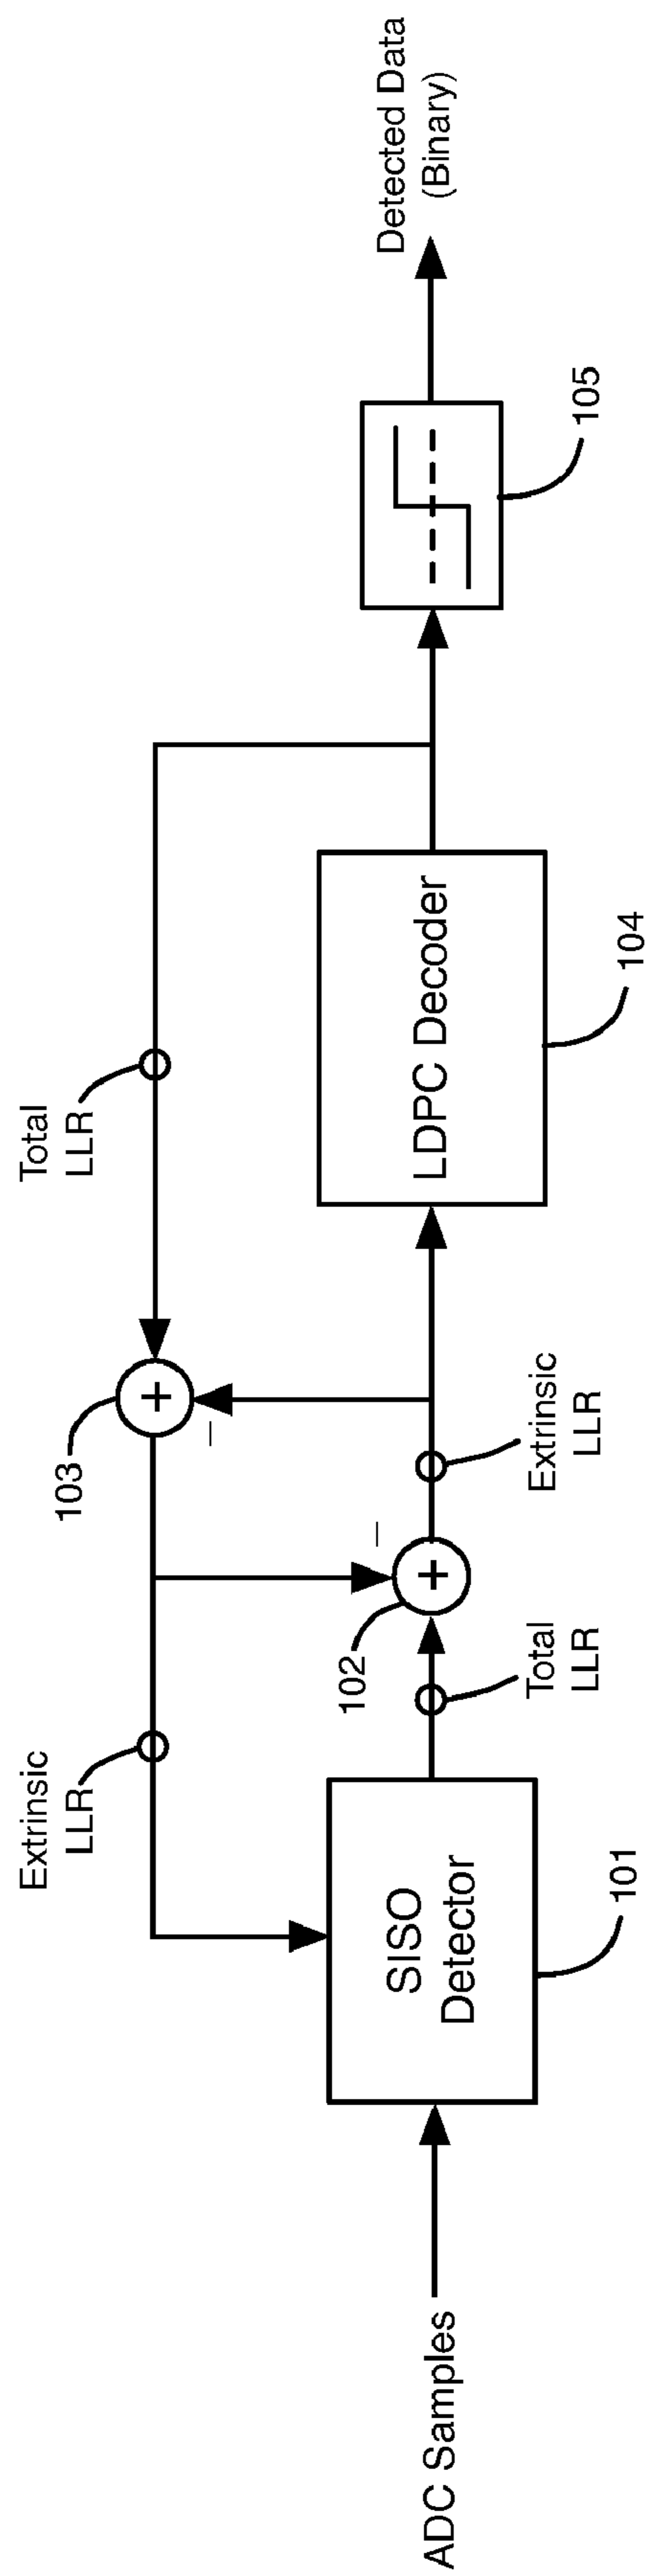 ADC Samples
SISO
Detector
101
Extrinsic
LLR
Total
LLR
102
+
–
Extrinsic
LLR
103
+
–
Total
LLR
LDPC Decoder
104
105
Detected Data
(Binary)